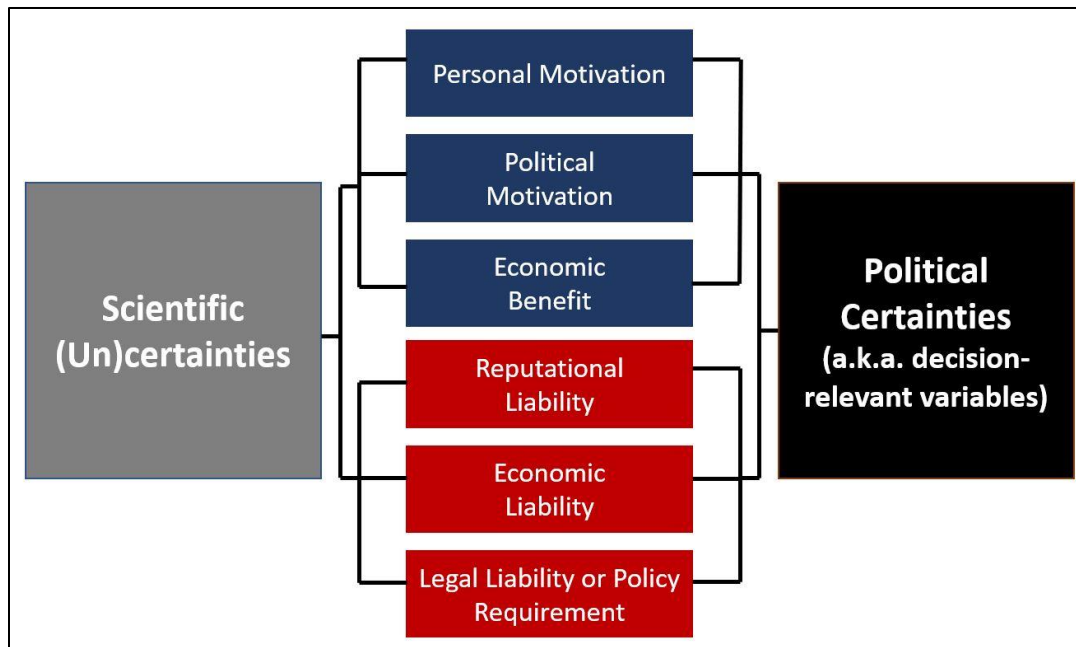 Scientific
(Un)certainties
Personal Motivation
Political
Motivation
Economic
Benefit
Reputational
Liability
Economic
Liability
Legal Liability or Policy
Requirement
Political
Certainties
(a.k.a. decision-
relevant variables)